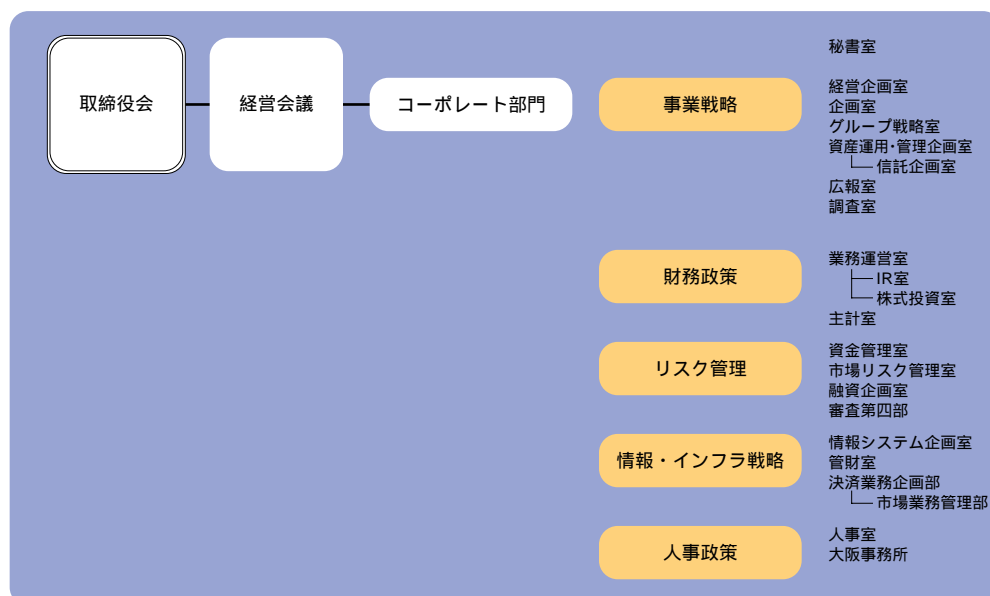 取締役会
経営会議
コーポレート部門
事業戦略
秘書室
経営企画室
企画室
グループ戦略室
資産運用・管理企画室
信託企画室
広報室
調査室
財務政策
業務運営室
IR室
株式投資室
主計室
リスク管理
資金管理室
市場リスク管理室
融資企画室
審査第四部
情報・インフラ戦略
情報システム企画室
管財室
決済業務企画部
市場業務管理部
人事政策
人事室
大阪事務所